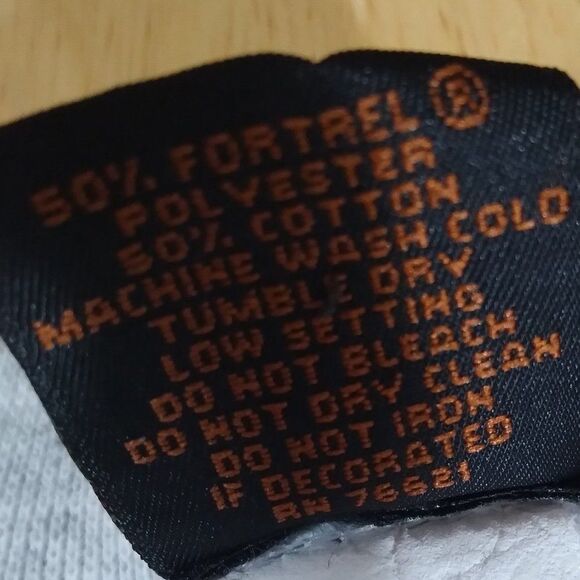 50% FORTREL ®
POLYESTER
50% COTTON
MACHINE WASH COLD
TUMBLE DRY
LOW SETTING
DO NOT BLEACH
DO NOT DRY CLEAN
DO NOT IRON
IF DECORATED
RN 76621